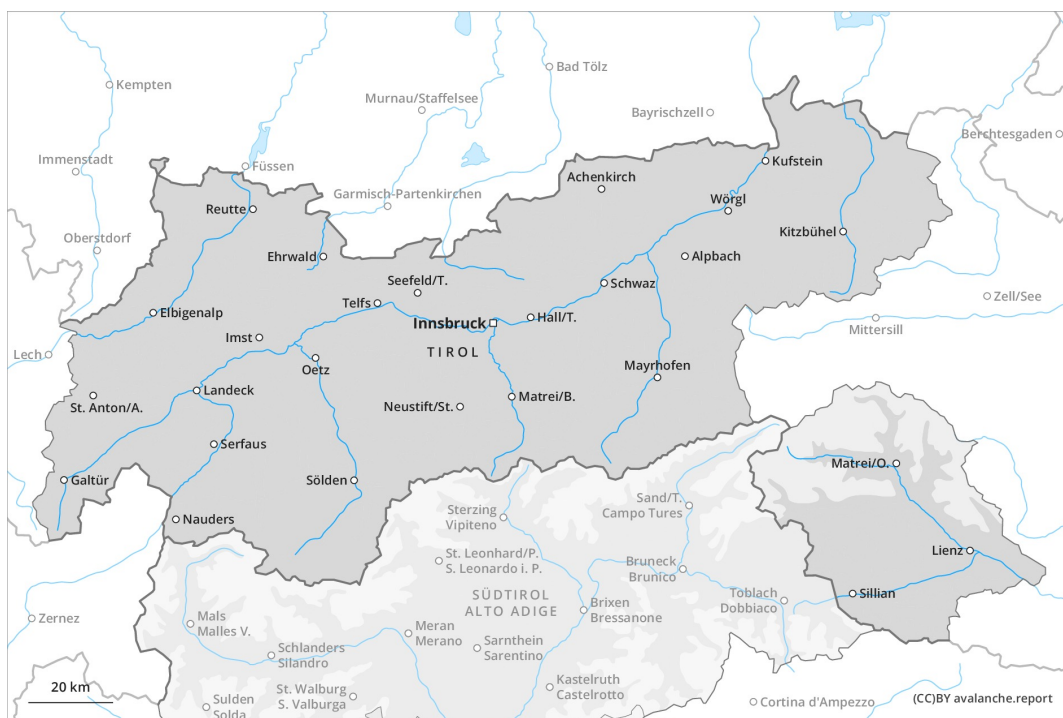 Kempten
Bad Tölz
Murnau/Staffelsee
Bayrischzell
Berchtesgaden
Immenstadt
Füssen
Kufstein
Achenkirch
Garmisch-Partenkirchen
Reutte
Wörgl
Oberstdorf
Kitzbühel
Ehrwald
Alpbach
Seefeld/T.
Schwaz
Zell/See
Telfs
Elbigenalp
Hall/T.
Innsbruck
Mittersill
Imst
TIROL
Lech
Oetz
Mayrhofen
Landeck
St. Anton/A.
Neustift/St.
Matrei/B.
Serfaus
Matrei/O.
Galtür
Sölden
Sand/T.
Campo Tures
Sterzing
Vipiteno
Nauders
Lienz
St. Leonhard/P.
S. Leonardo i. P.
Bruneck
Brunico
SÜDTIROL
ALTO ADIGE
Sillian
Toblach
Dobbiaco
Brixen
Bressanone
Zernez
Mals
Malles V.
Meran
Merano
Sarnthein
Sarentino
Schlanders
Silandro
Kastelruth
Castelrotto
20 km
St. Walburg
S. Valburga
Sulden
Solda
Cortina d'Ampezzo
(CC)BY avalanche.report